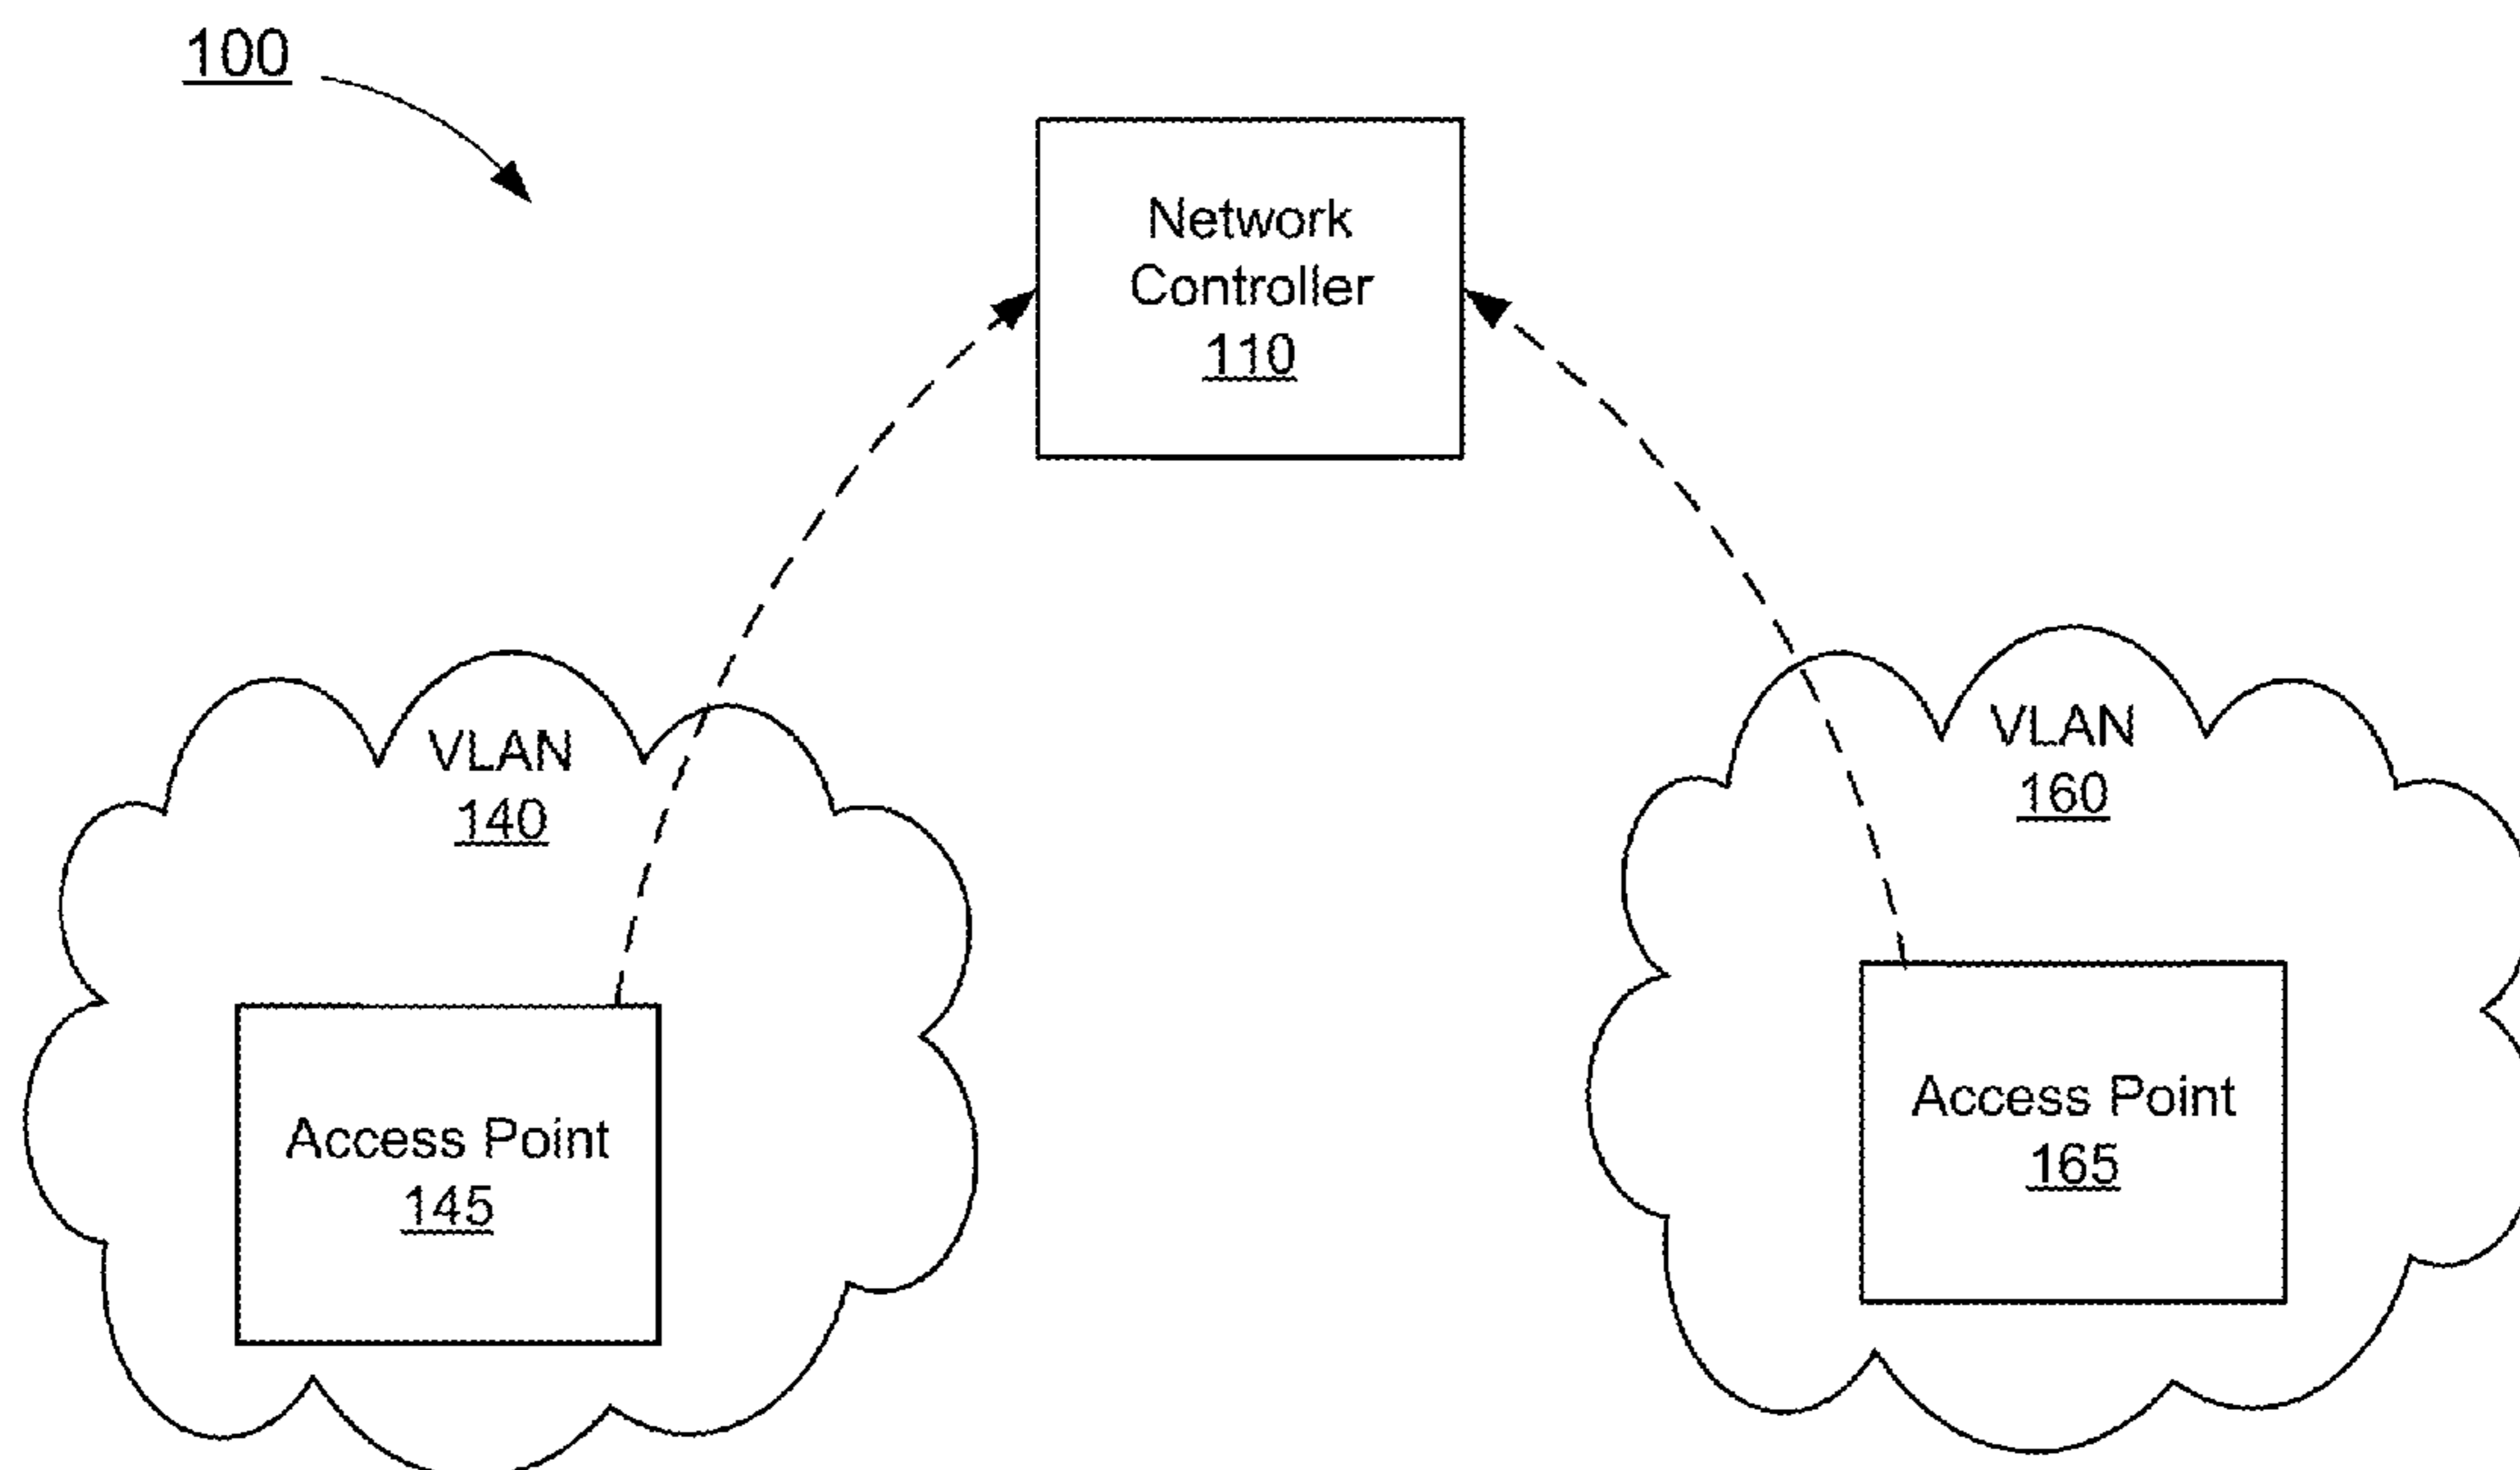 100
Network
Controller
110
VLAN
140
VLAN
160
Access Point
145
Access Point
165